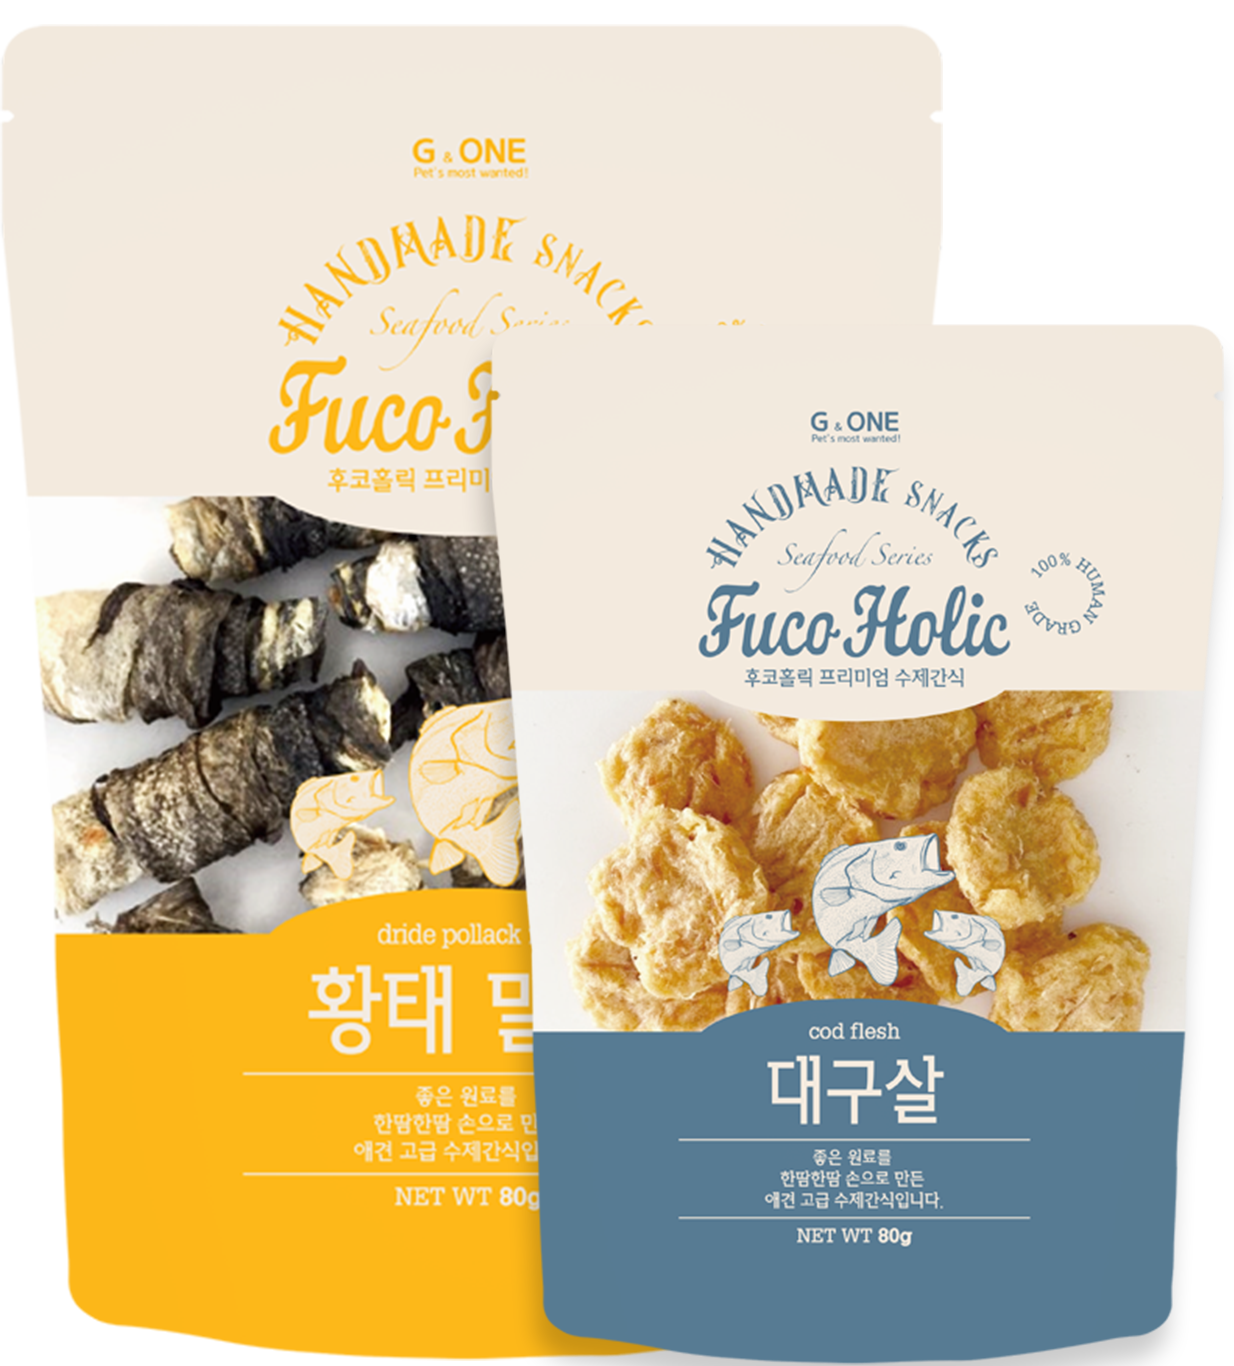 G & ONE
Pet's most wanted!
HANDMADE SNACKS
Seafood Series
Fuco
후코홀릭 프리미
dride pollack
황태
좋은 원료를
한땀한땀 손으로
애견 고급 수제간식입
NET WT 80g
G & ONE
Pet's most wanted!
HANDMADE SNACKS
Seafood Series
Fuco Holic
100% HUMAN GRADE
후코홀릭 프리미엄 수제간식
cod flesh
대구살
좋은 원료를
한땀한땀 손으로 만든
애견 고급 수제간식입니다.
NET WT 80g